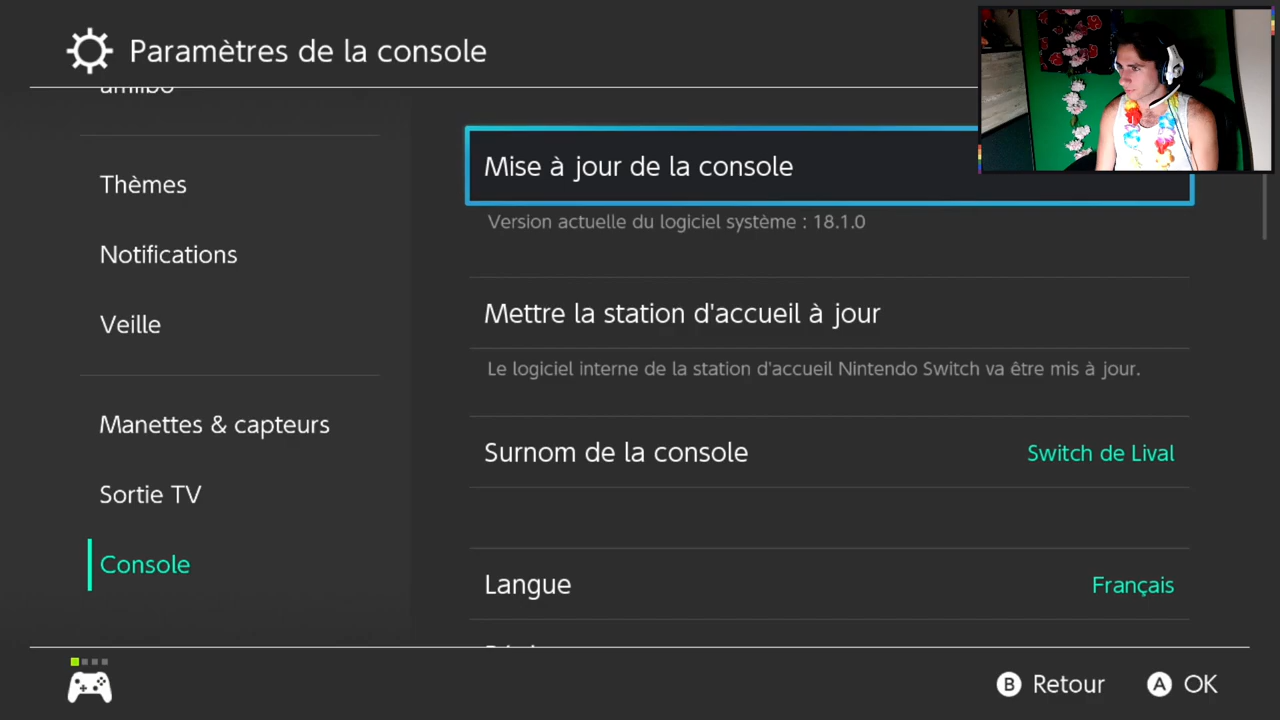 Paramètres de la console
amiibo
Thèmes
Notifications
Veille
Manettes & capteurs
Sortie TV
Console
Mise à jour de la console
Version actuelle du logiciel système : 18.1.0
Mettre la station d'accueil à jour
Le logiciel interne de la station d'accueil Nintendo Switch va être mis à jour.
Surnom de la console Switch de Lival
Langue Français
B Retour A OK